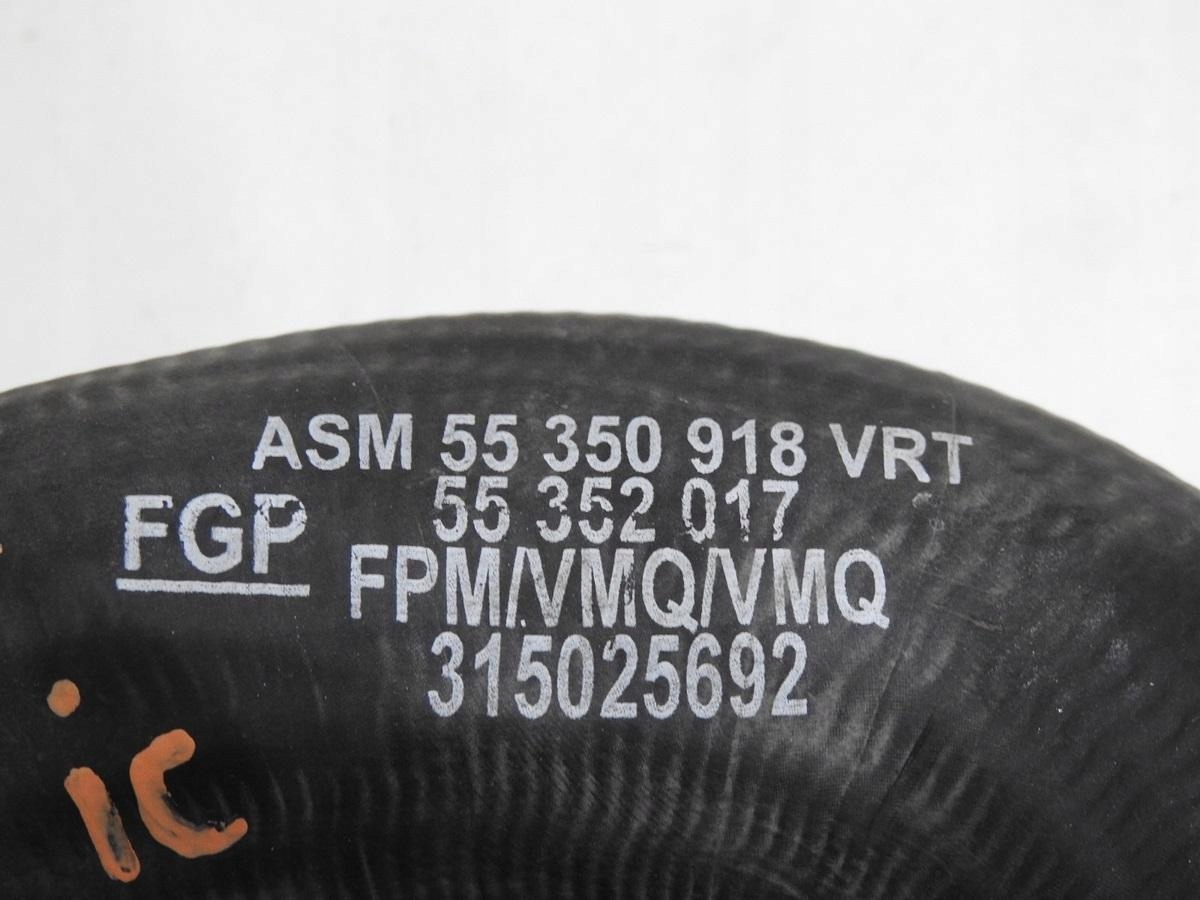 ASM 55 350 918 VRT
55 352 017
FGP
FPM/VMQ/VMQ
315025692
ic